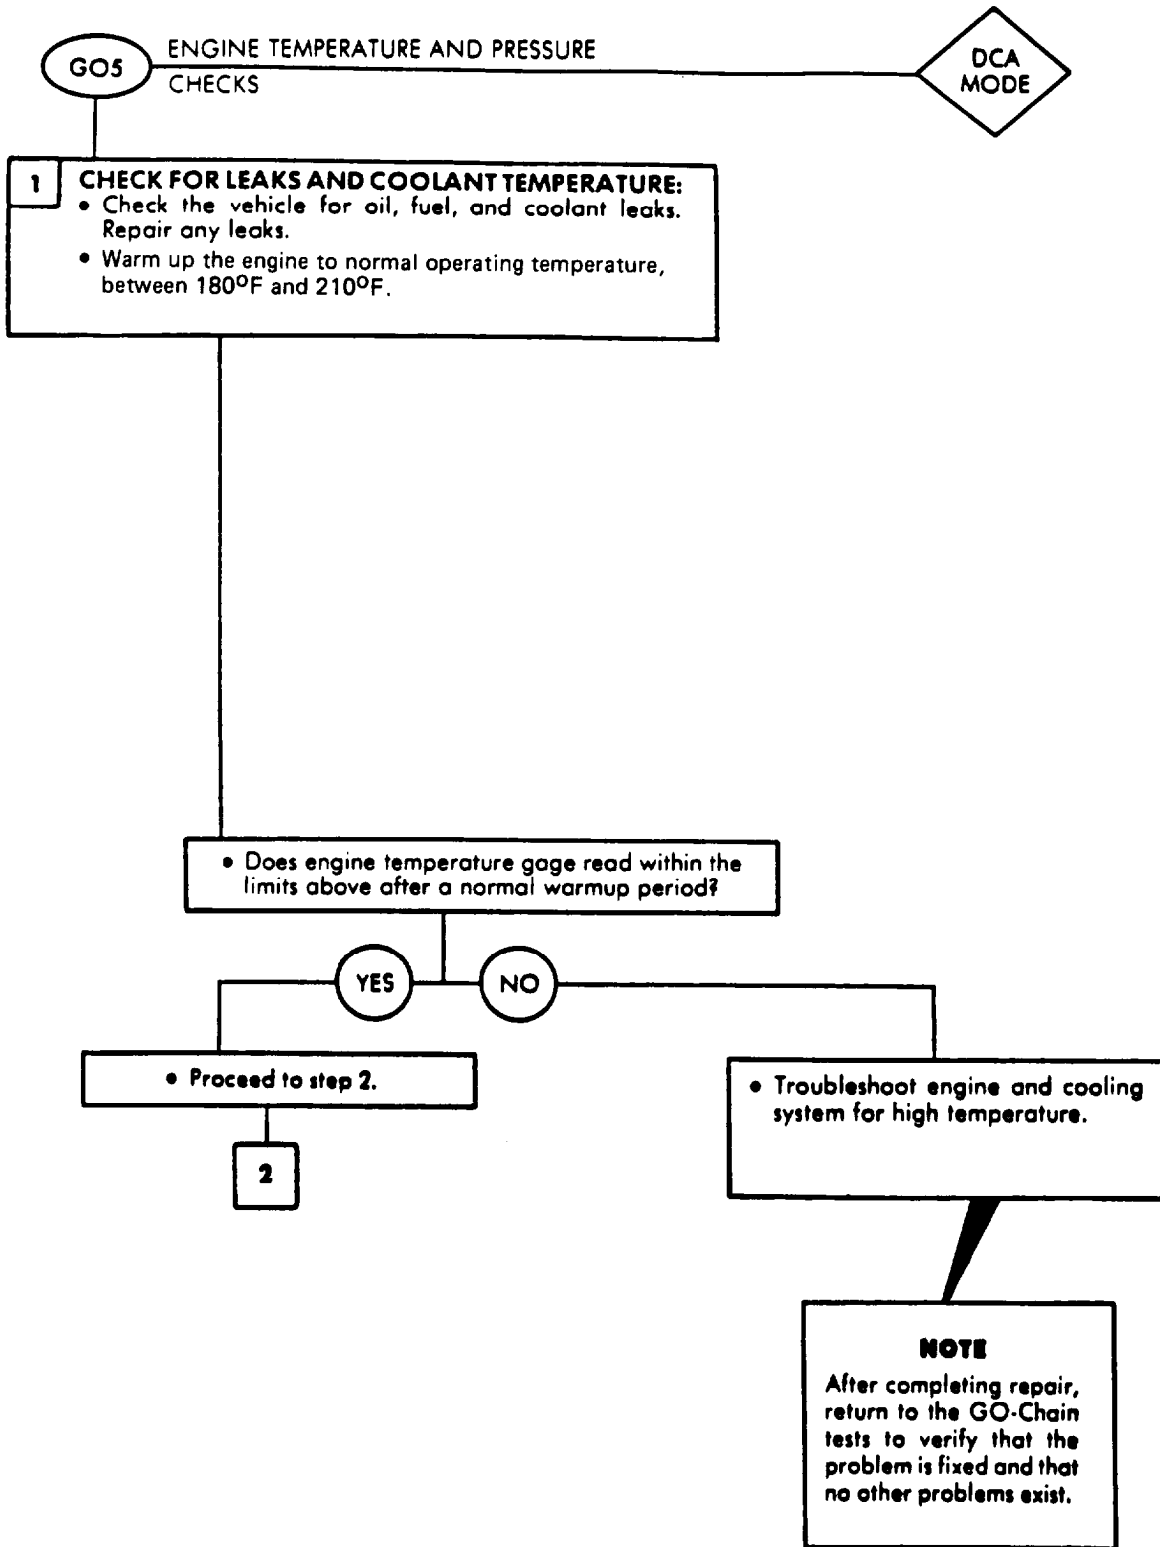 GO5
ENGINE TEMPERATURE AND PRESSURE
CHECKS
DCA
MODE
1
CHECK FOR LEAKS AND COOLANT TEMPERATURE:
• Check the vehicle for oil, fuel, and coolant leaks.
Repair any leaks.
• Warm up the engine to normal operating temperature,
between 180ºF and 210ºF.
• Does engine temperature gage read within the
limits above after a normal warmup period?
YES
NO
• Proceed to step 2.
2
• Troubleshoot engine and cooling
system for high temperature.
NOTE
After completing repair,
return to the GO-Chain
tests to verify that the
problem is fixed and that
no other problems exist.